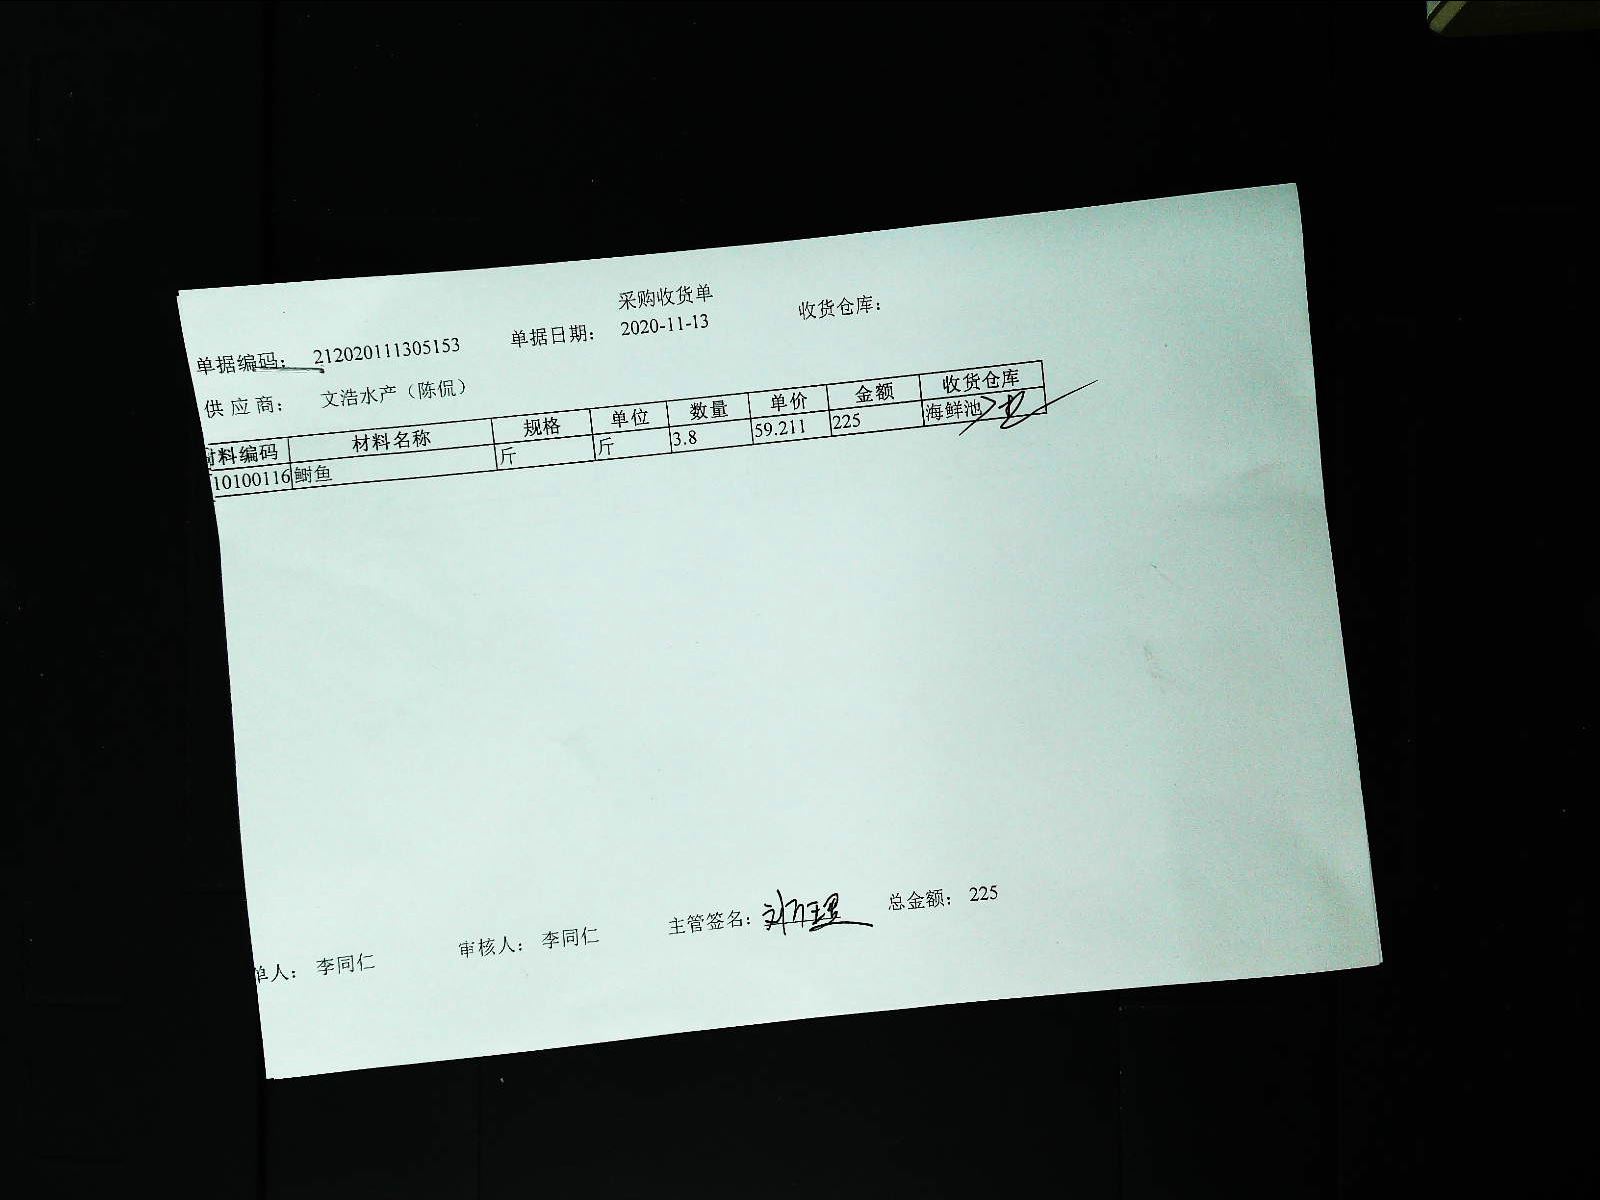 采购收货单
单据编码： 212020111305153 单据日期： 2020-11-13 收货仓库：
供应商： 文浩水产（陈侃）
材料编码 材料名称 规格 单位 数量 单价 金额 收货仓库
10100116 鲥鱼 斤 斤 3.8 59.211 225 海鲜池
单人： 李同仁 审核人： 李同仁 主管签名： 总金额： 225